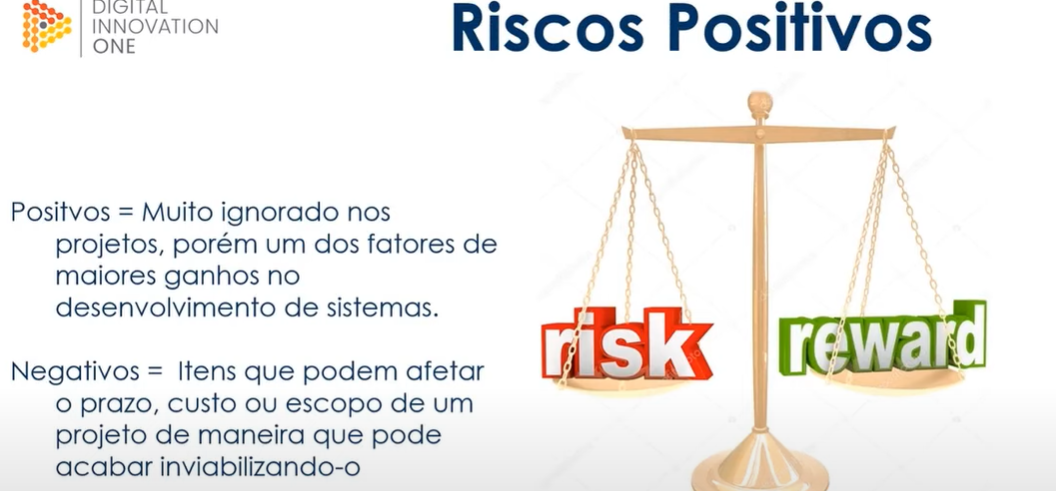 DIGITAL
INNOVATION
ONE
Riscos Positivos
Positvos = Muito ignorado nos
projetos, porém um dos fatores de
maiores ganhos no
desenvolvimento de sistemas.
Negativos = Itens que podem afetar
o prazo, custo ou escopo de um
projeto de maneira que pode
acabar inviabilizando-o
risk
reward